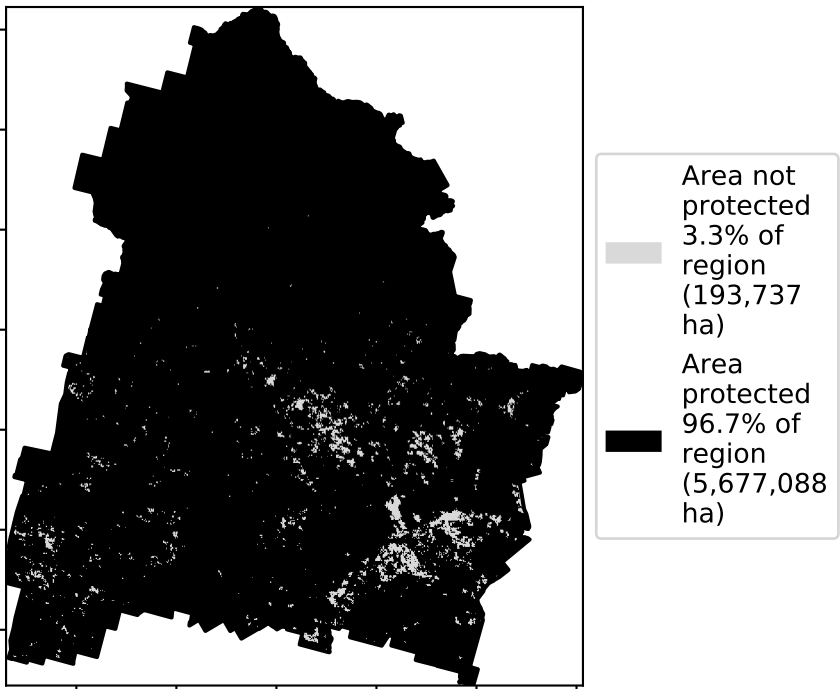 Area not
protected
3.3% of
region
(193,737
ha)
Area
protected
96.7% of
region
(5,677,088
ha)